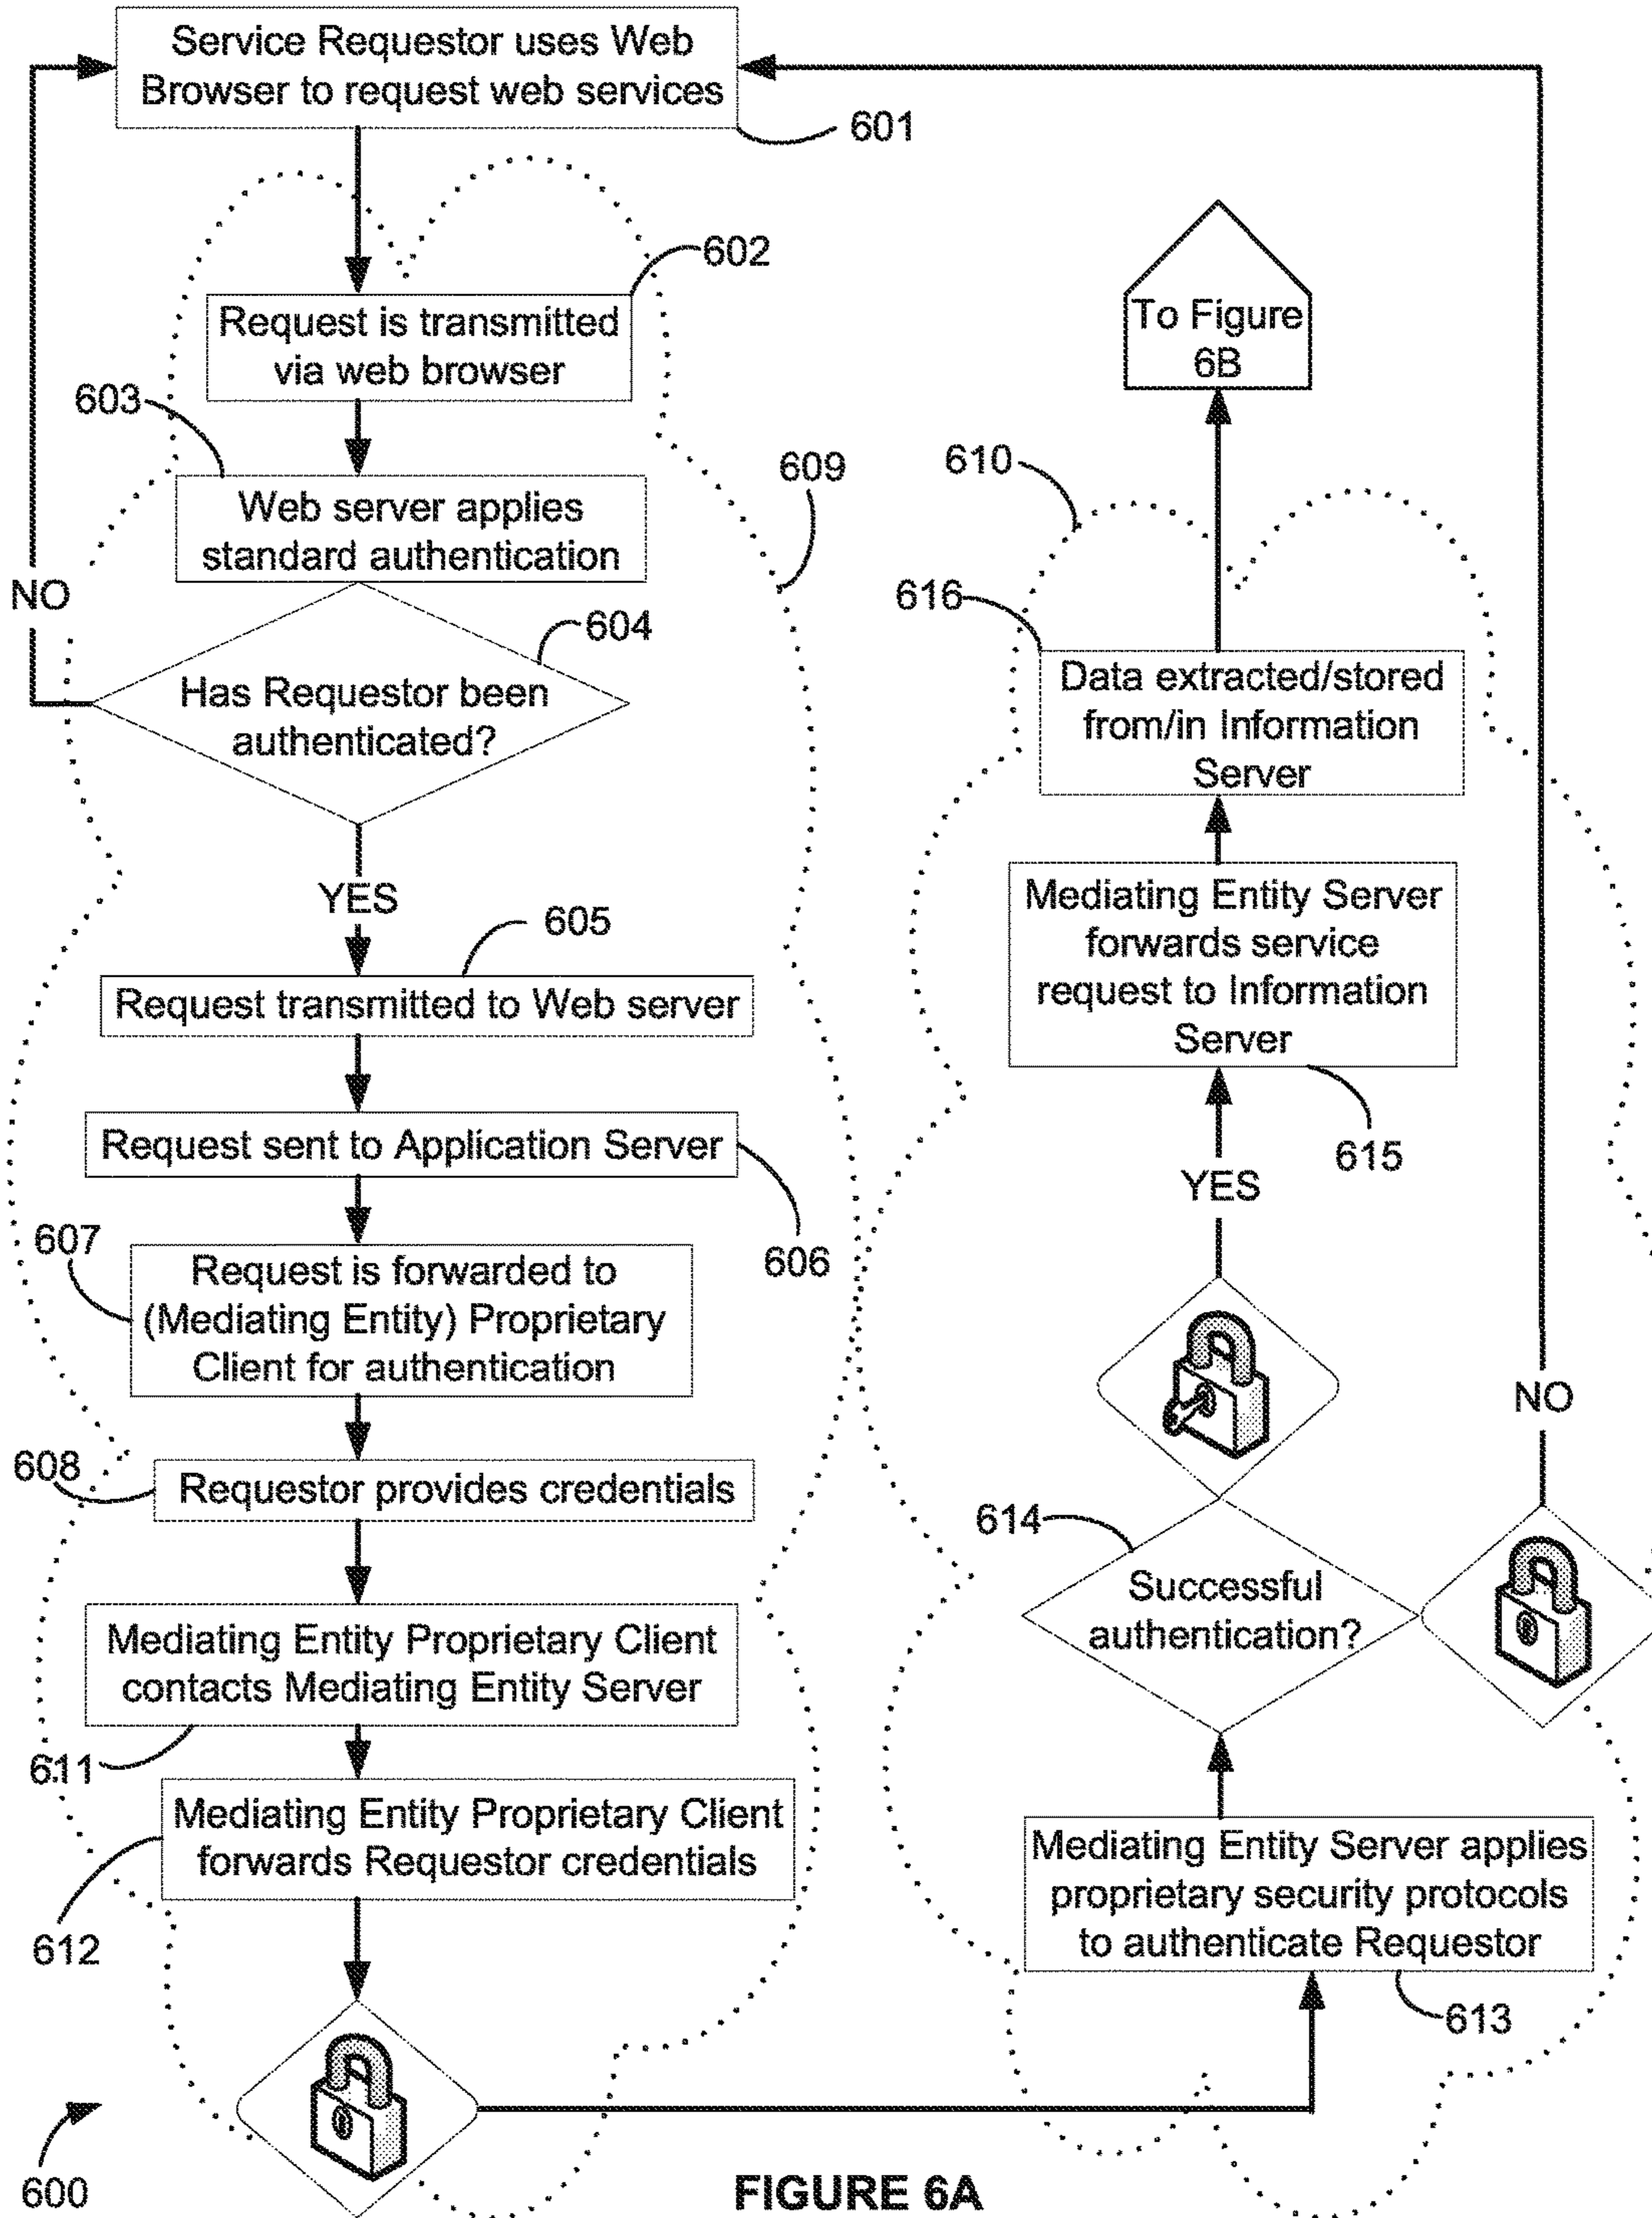 Service Requestor uses Web
Browser to request web services
601
602
Request is transmitted
via web browser
603
Web server applies
standard authentication
609
NO
604
Has Requestor been
authenticated?
YES
605
Request transmitted to Web server
Request sent to Application Server
606
607
Request is forwarded to
(Mediating Entity) Proprietary
Client for authentication
608
Requestor provides credentials
Mediating Entity Proprietary Client
contacts Mediating Entity Server
611
Mediating Entity Proprietary Client
forwards Requestor credentials
612
600
To Figure
6B
610
616
Data extracted/stored
from/in Information
Server
Mediating Entity Server
forwards service
request to Information
Server
615
YES
NO
614
Successful
authentication?
Mediating Entity Server applies
proprietary security protocols
to authenticate Requestor
613
FIGURE 6A